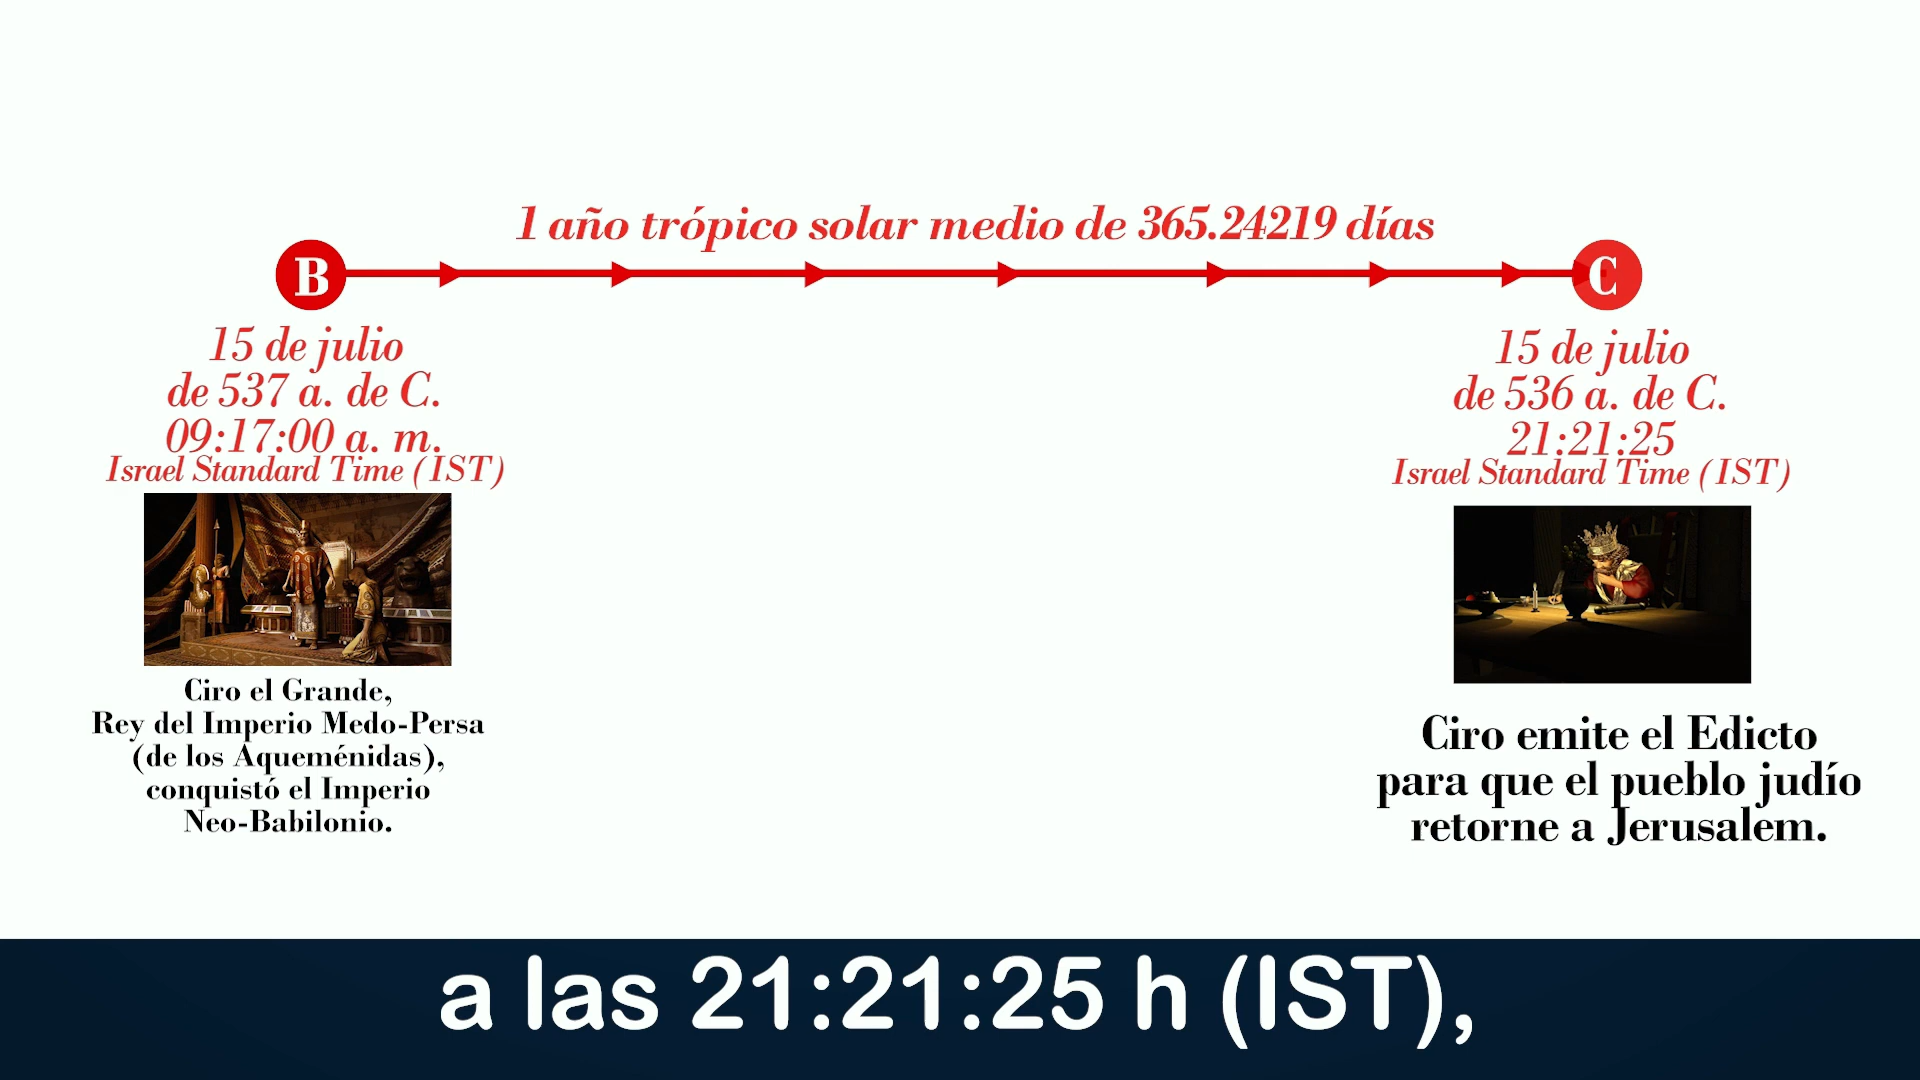 1 año trópico solar medio de 365.24219 días
B
C
15 de julio
de 537 a. de C.
09:17:00 a. m.
Israel Standard Time (IST)
Ciro el Grande,
Rey del Imperio Medo-Persa
(de los Aqueménidas),
conquistó el Imperio
Neo-Babilonio.
15 de julio
de 536 a. de C.
21:21:25
Israel Standard Time (IST)
Ciro emite el Edicto
para que el pueblo judío
retorne a Jerusalem.
a las 21:21:25 h (IST),